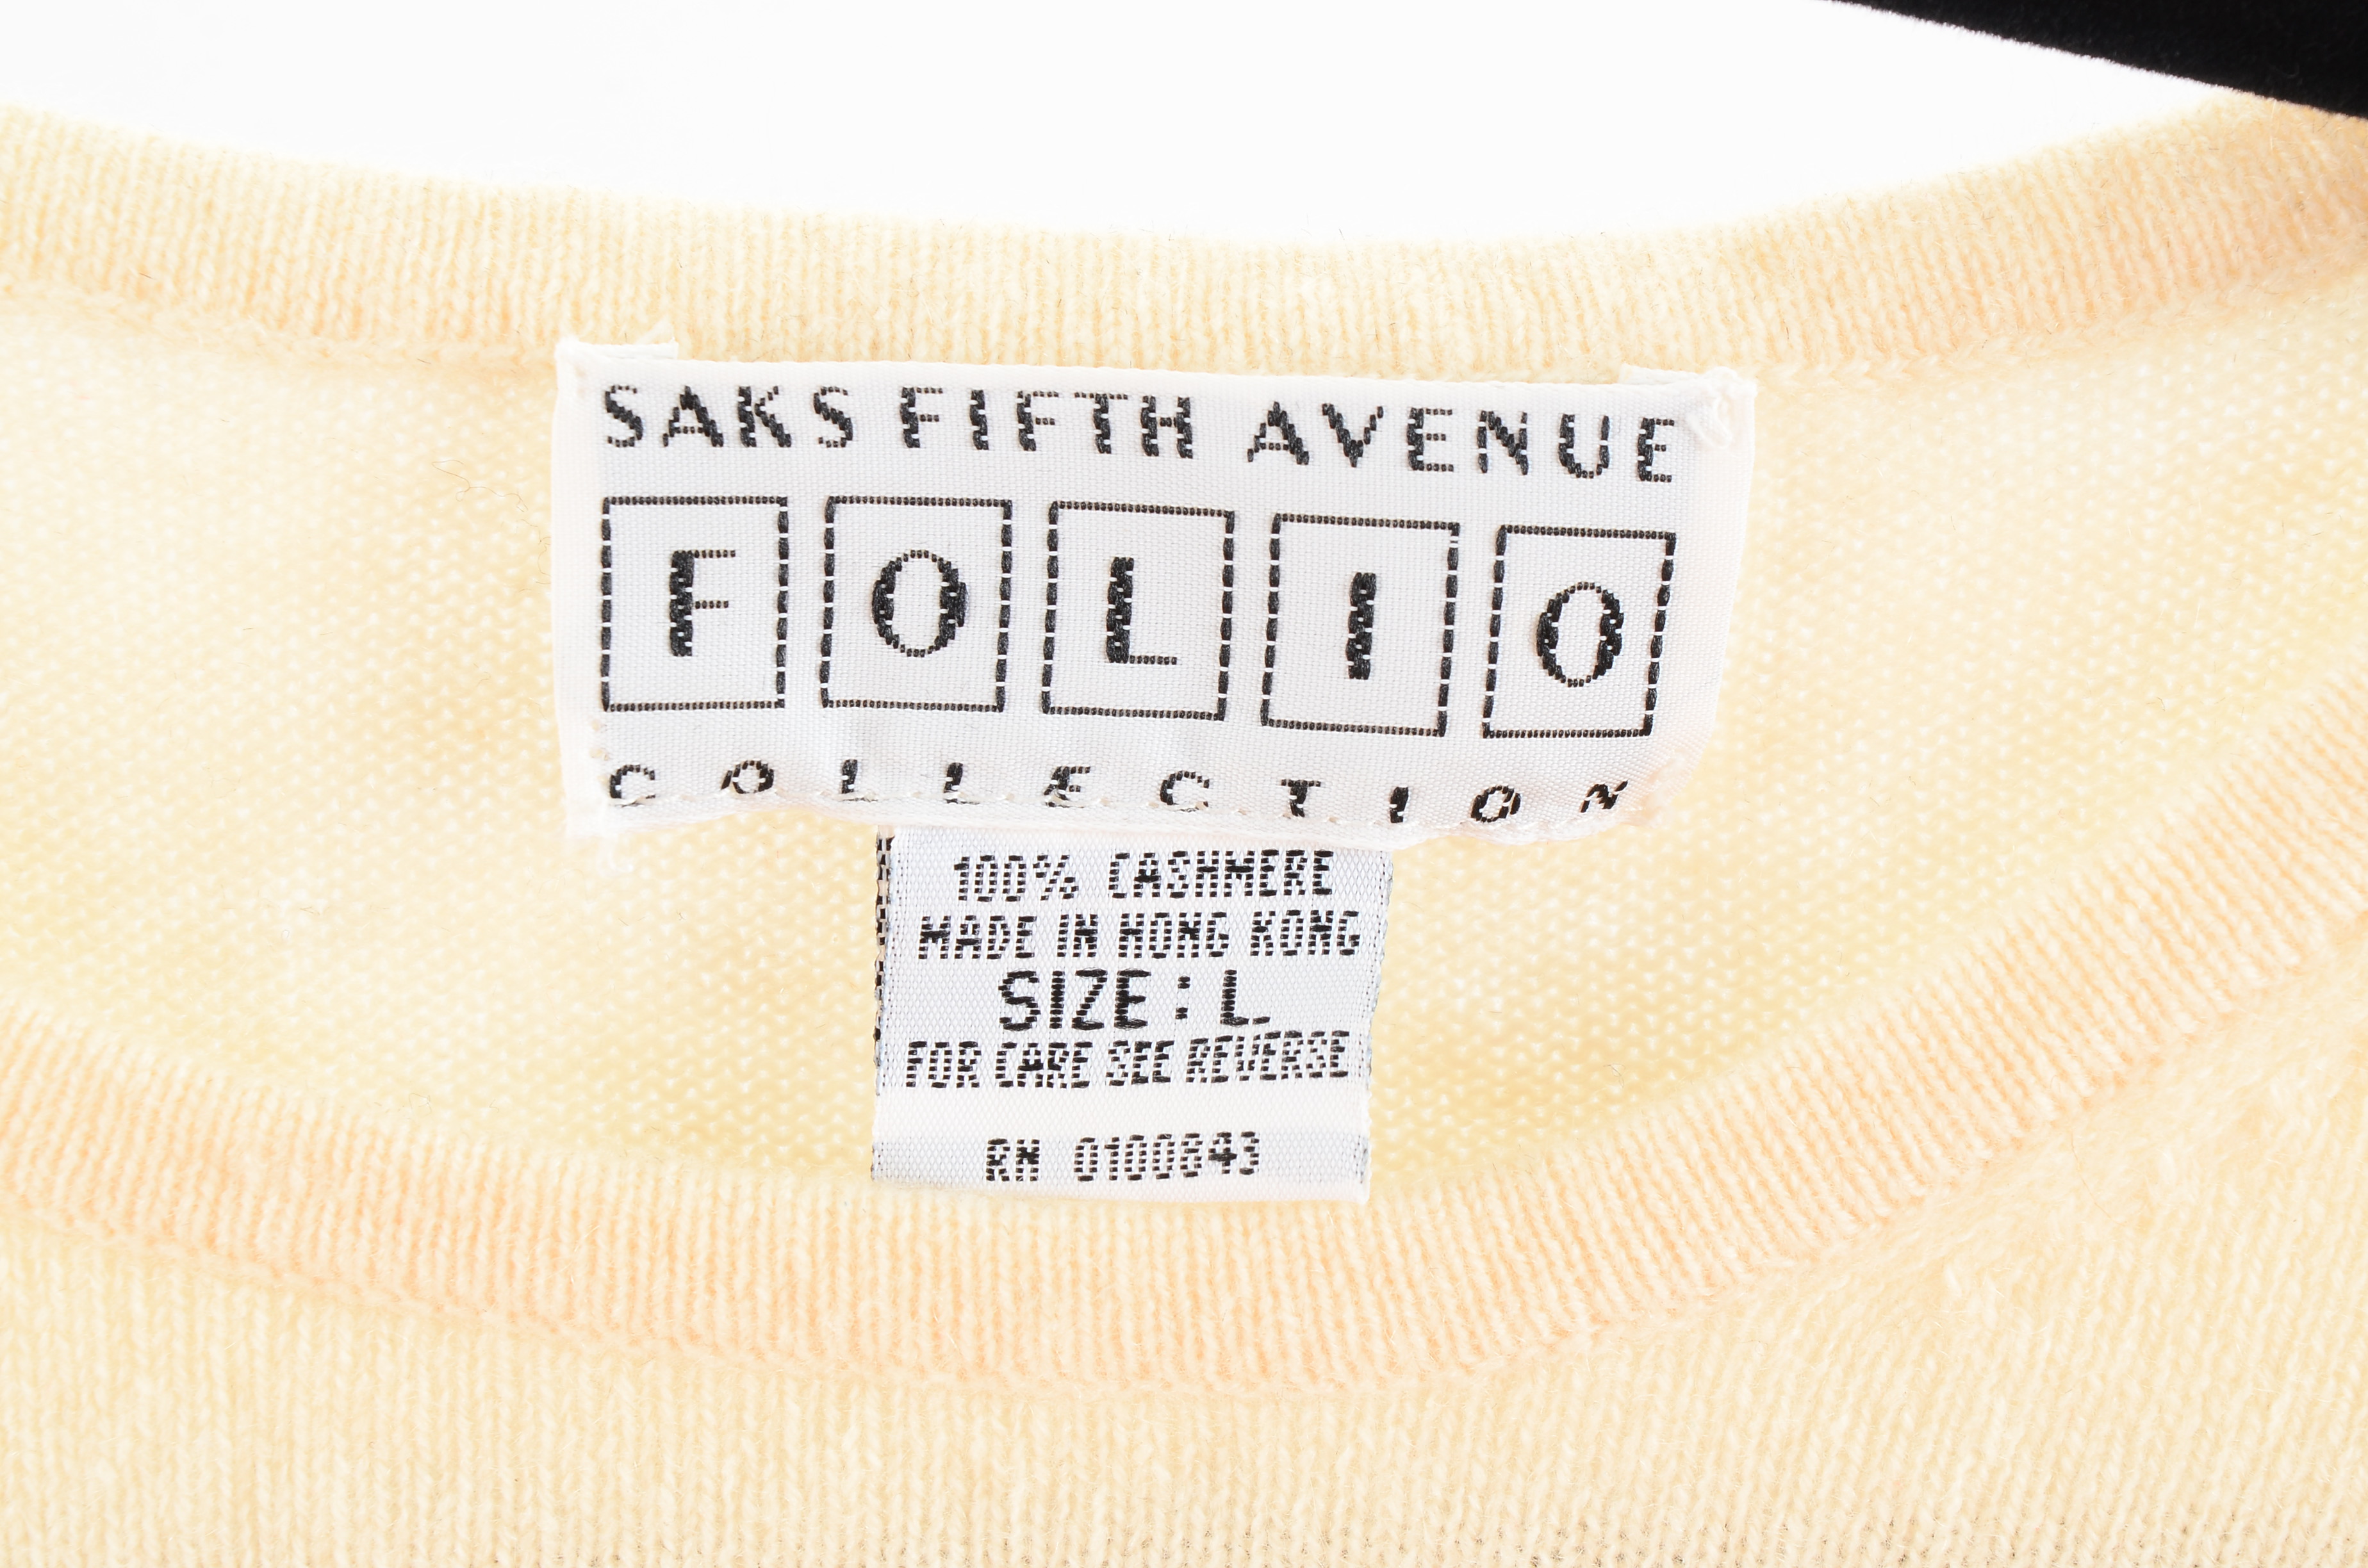 SAKS FIFTH AVENUE
FOLIO
COLLECTION
100% CASHMERE
MADE IN HONG KONG
SIZE: L
FOR CARE SEE REVERSE
RN 0100643